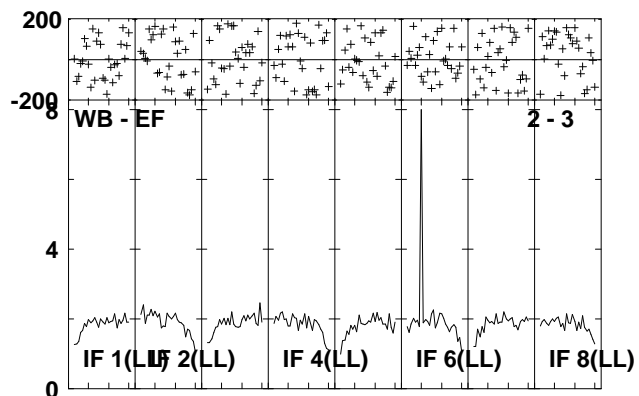 200
-200
8
WB - EF 2 - 3
4
IF 1(LL) IF 2(LL) IF 4(LL) IF 6(LL) IF 8(LL)
0